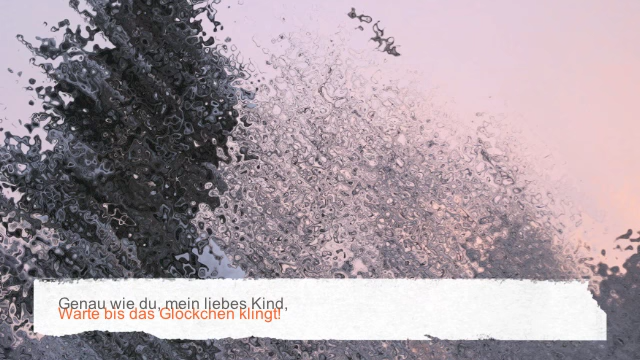 Genau wie du, mein liebes Kind,
Warte bis das Glöckchen klingt!